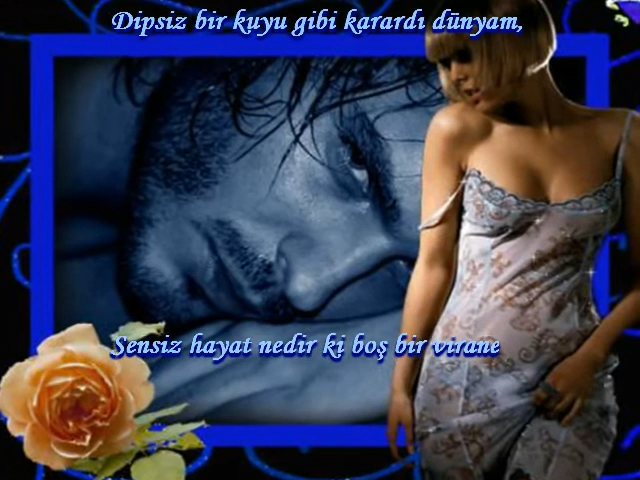 Dipsiz bir kuyu gibi karardı dünyam,
Sensiz hayat nedir ki boş bir virane